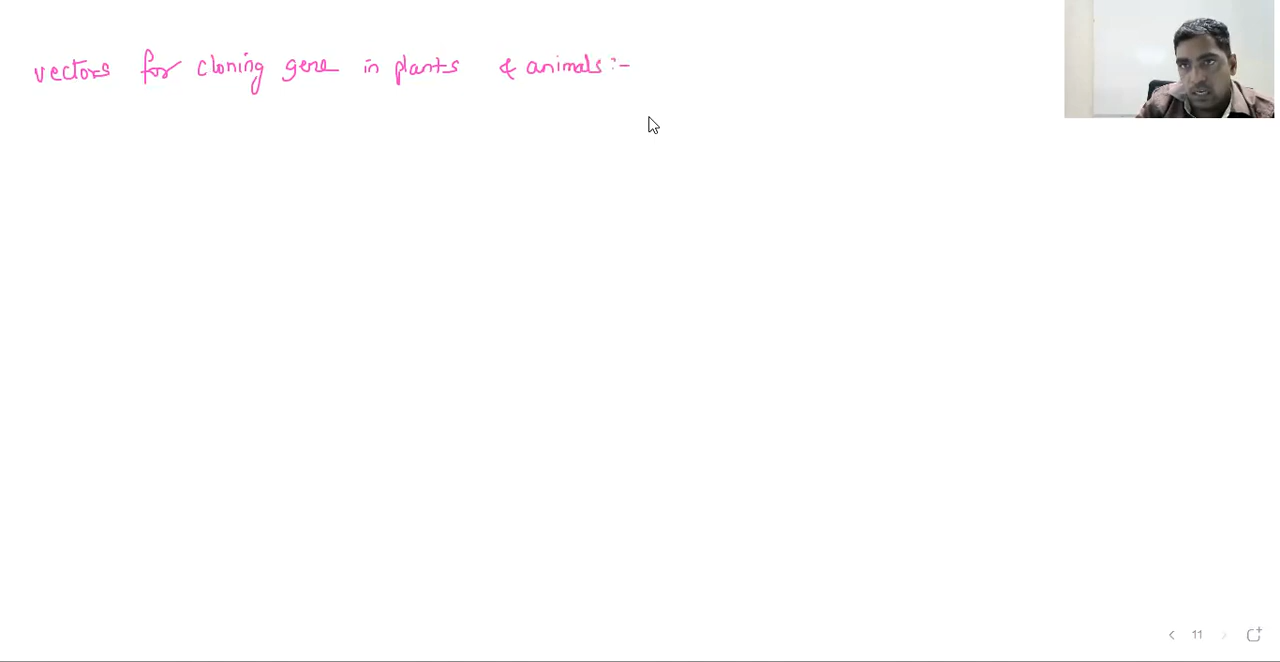 vectors for cloning gene in plants & animals :-
11